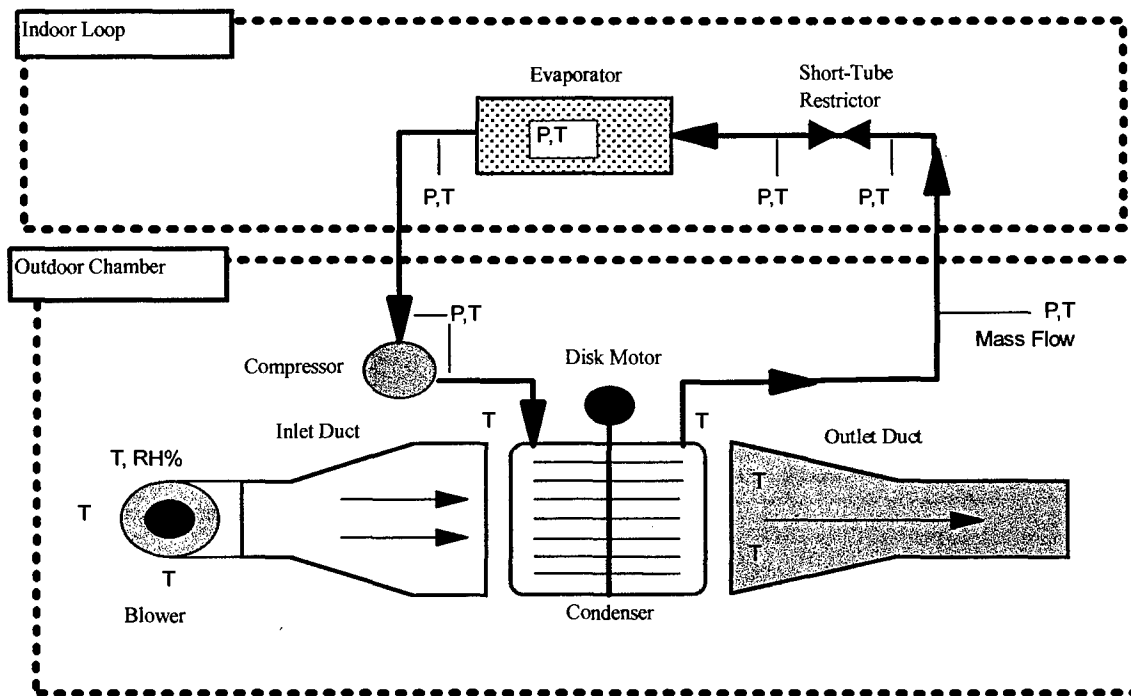 Indoor Loop
Evaporator
Short-Tube
Restrictor
P,T
P,T
P,T
P,T
Outdoor Chamber
P,T
P,T
Mass Flow
Compressor
Disk Motor
T
T
Inlet Duct
Outlet Duct
T, RH%
T
T
T
T
Blower
Condenser